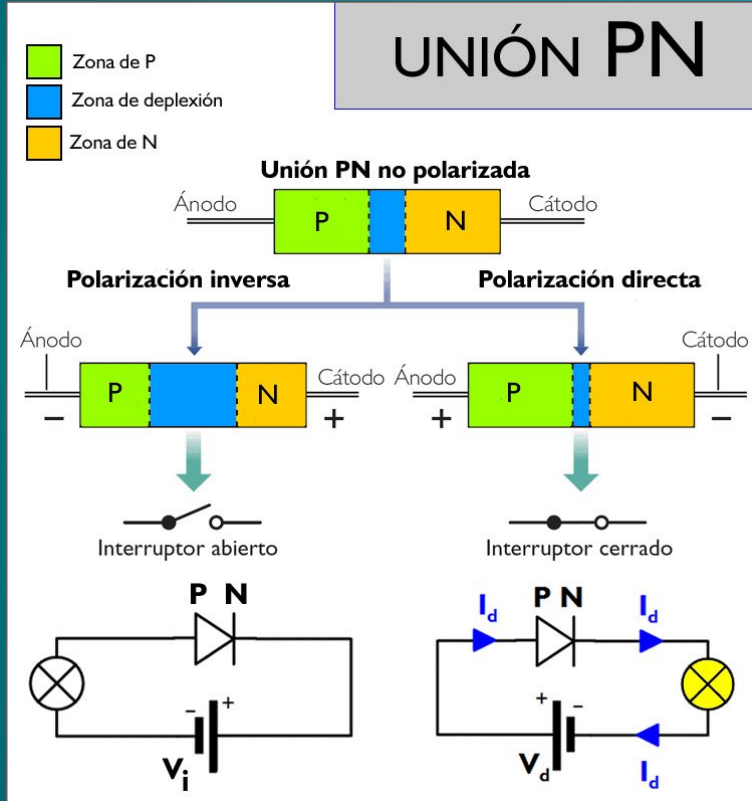 UNIÓN PN
Zona de P
Zona de deplexión
Zona de N
Unión PN no polarizada
Ánodo
P
N
Cátodo
Polarización inversa
Polarización directa
Ánodo
P
N
Cátodo
−
+
Ánodo
P
N
Cátodo
+
−
Interruptor abierto
Interruptor cerrado
P N
- +
Vi
Id
P N
Id
+ -
Vd
Id